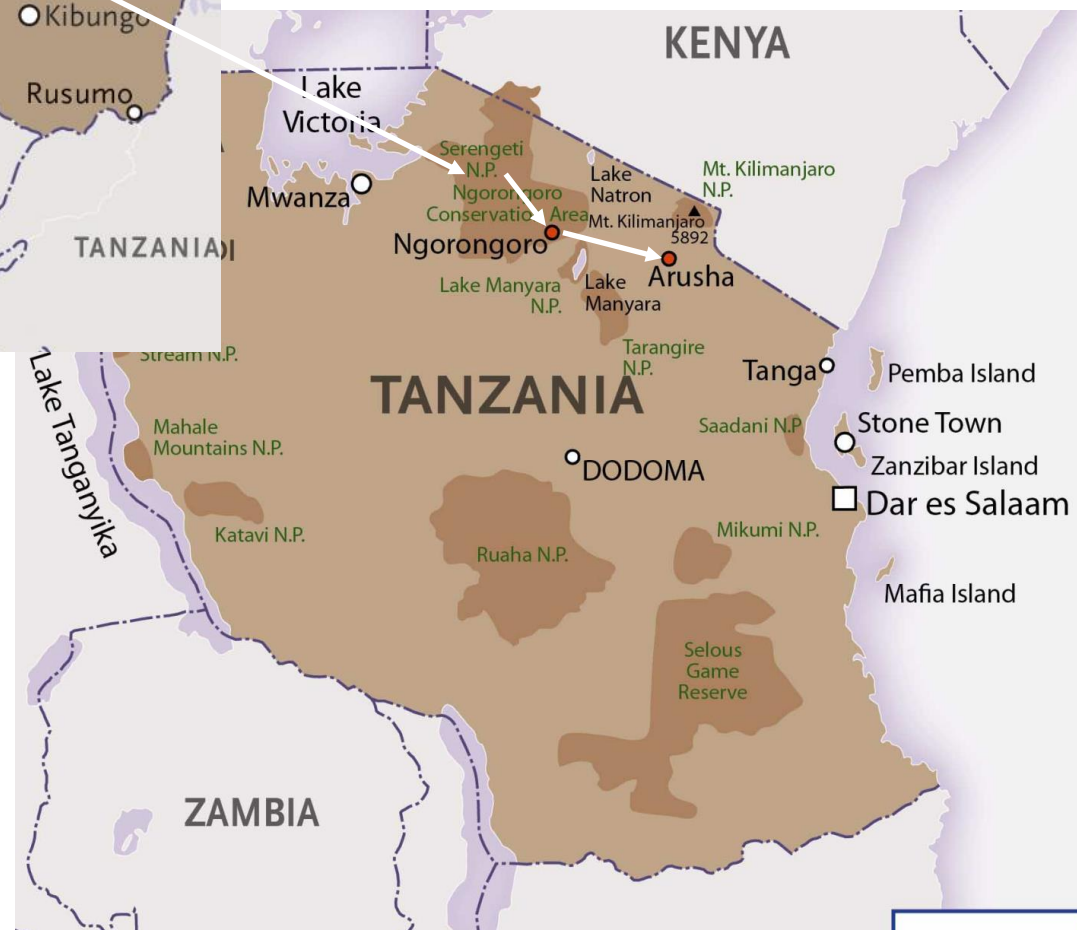 Kibungo
Rusumo
TANZANIA
KENYA
Lake
Victoria
Mwanza
Serengeti
N.P.
Ngorongoro
Conservation Area
Ngorongoro
Lake
Natron
Mt. Kilimanjaro
N.P.
Mt. Kilimanjaro
5892
Arusha
Lake Manyara
N.P.
Lake
Manyara
Tarangire
N.P.
Stream N.P.
Lake Tanganyika
TANZANIA
Tanga
Pemba Island
Saadani N.P
Stone Town
Zanzibar Island
Mahale
Mountains N.P.
DODOMA
Dar es Salaam
Katavi N.P.
Ruaha N.P.
Mikumi N.P.
Mafia Island
Selous
Game
Reserve
ZAMBIA